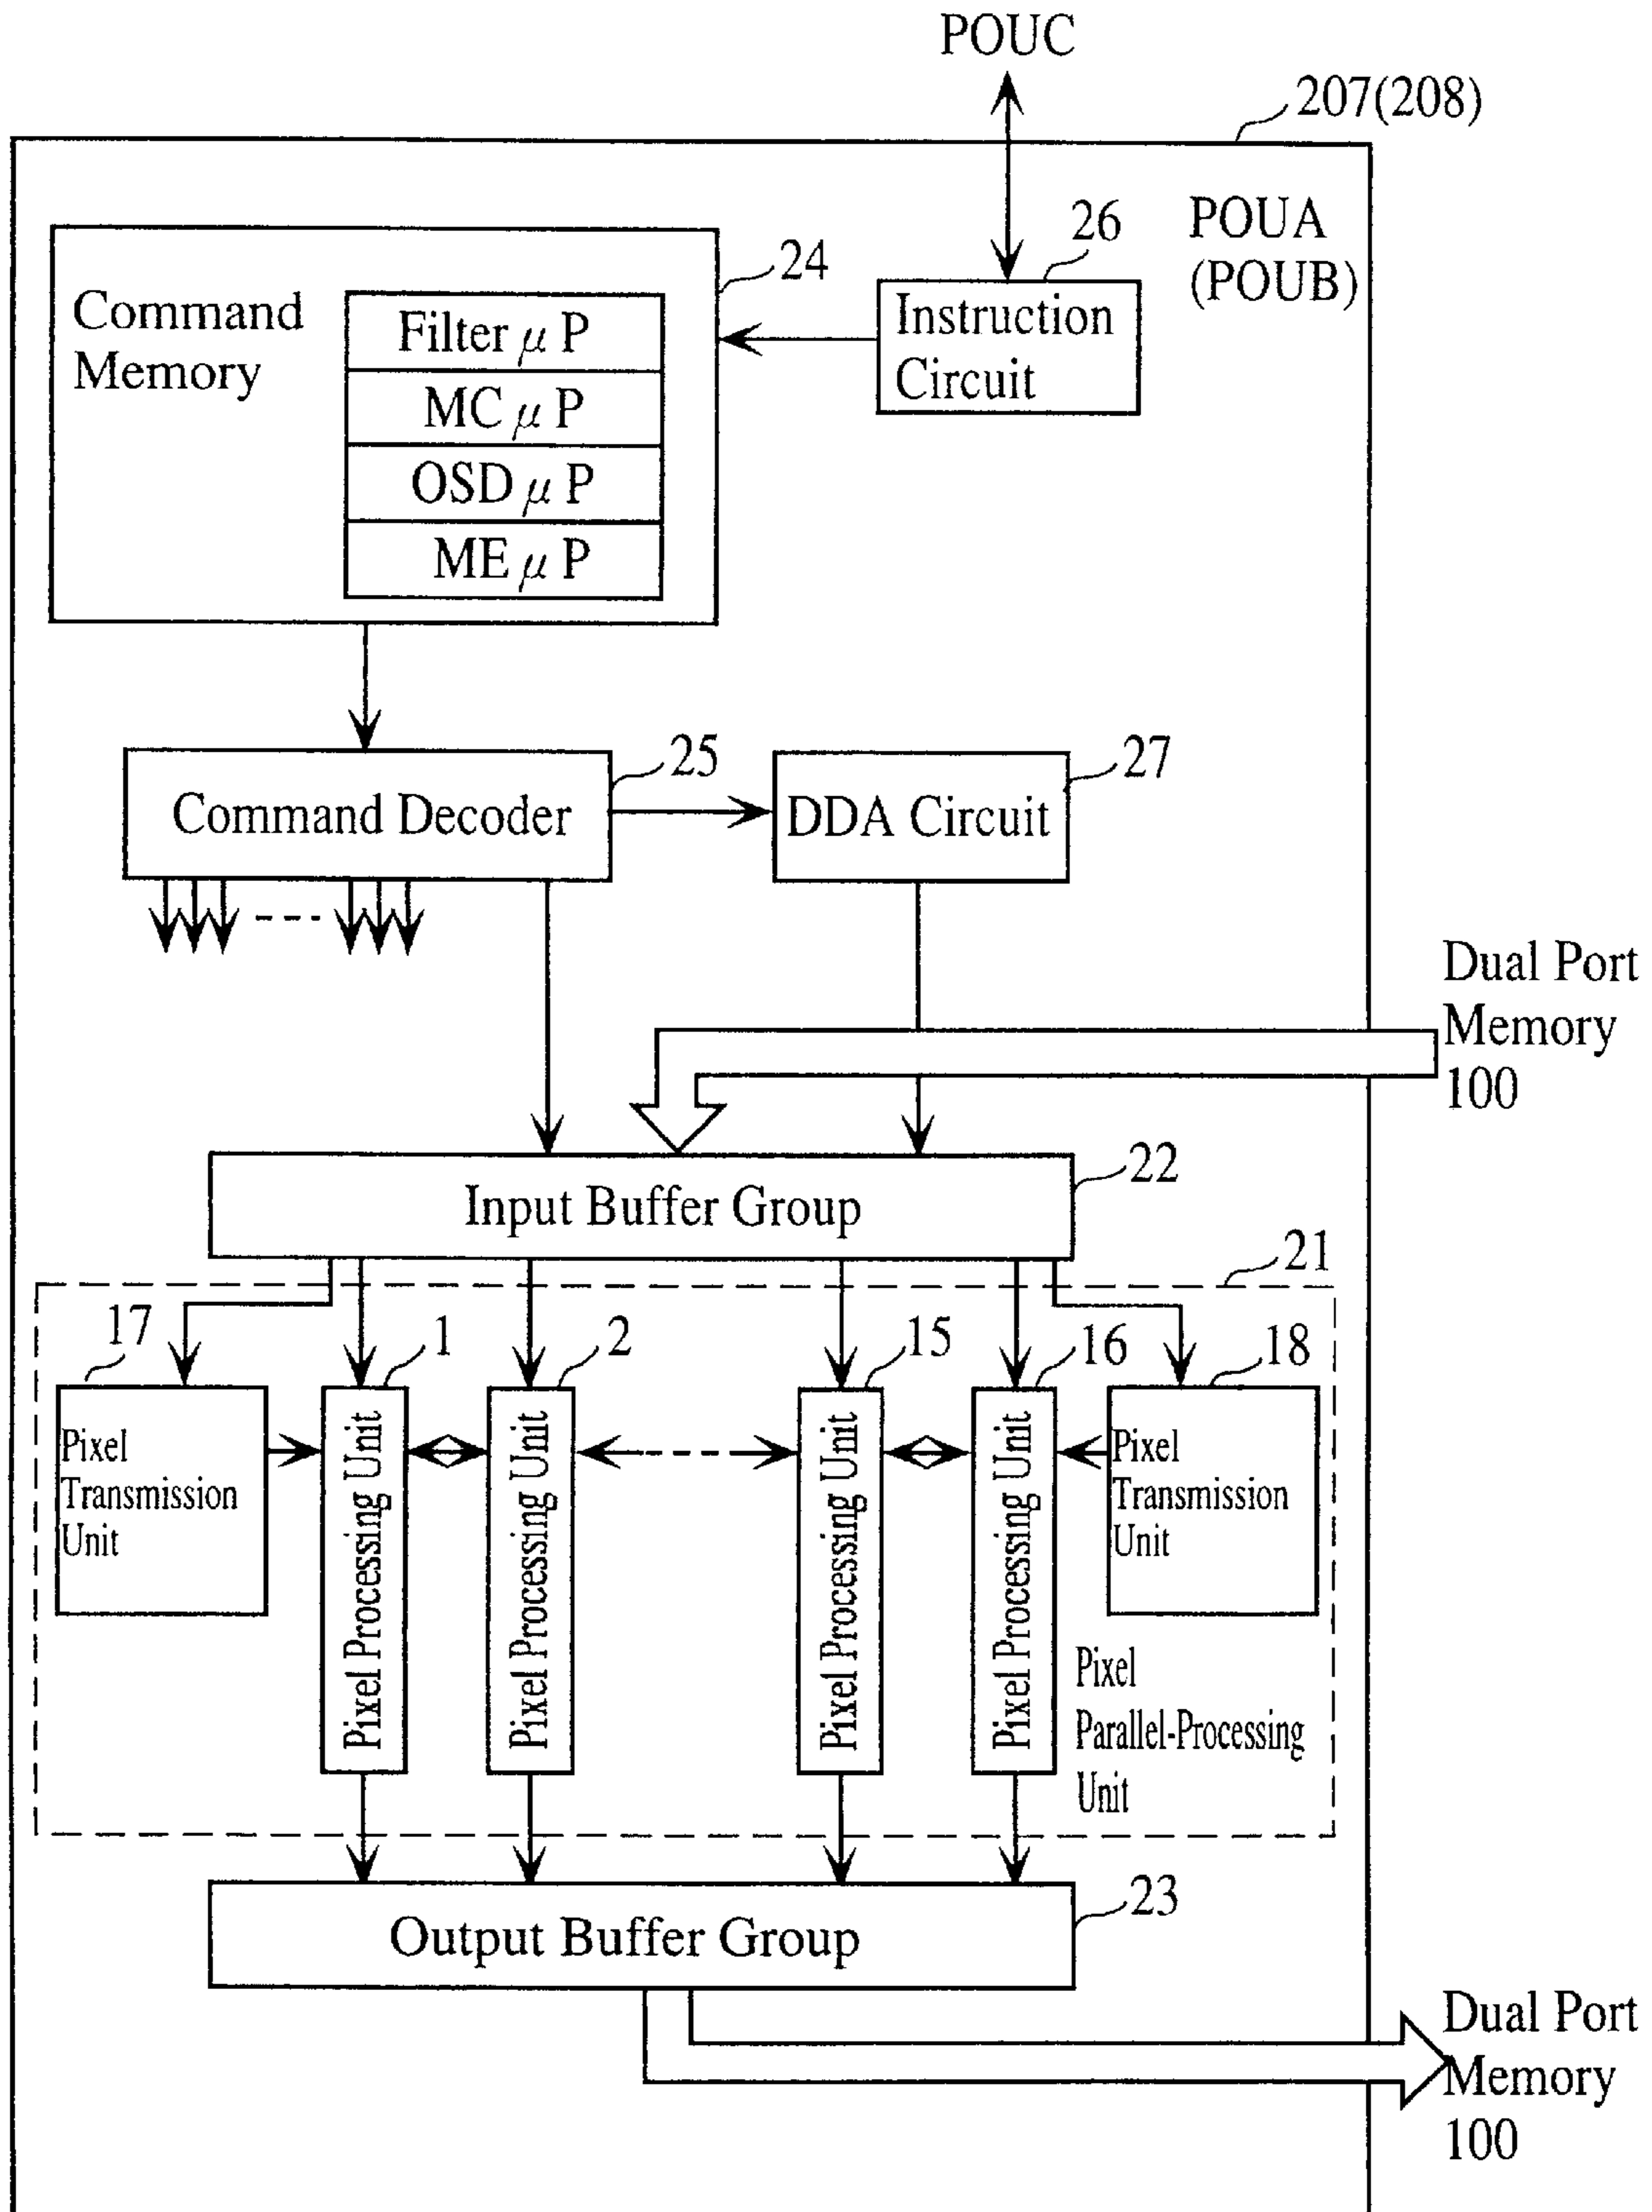 POUC
207(208)
POUA
(POUB)
26
24
Command
Memory
Filter μ P
MC μ P
OSD μ P
ME μ P
Instruction
Circuit
25
27
Command Decoder
DDA Circuit
Dual Port
Memory
100
22
Input Buffer Group
21
17
1
2
15
16
18
Pixel
Transmission
Unit
Pixel Processing Unit
Pixel Processing Unit
Pixel Processing Unit
Pixel Processing Unit
Pixel
Transmission
Unit
Pixel
Parallel-Processing
Unit
23
Output Buffer Group
Dual Port
Memory
100